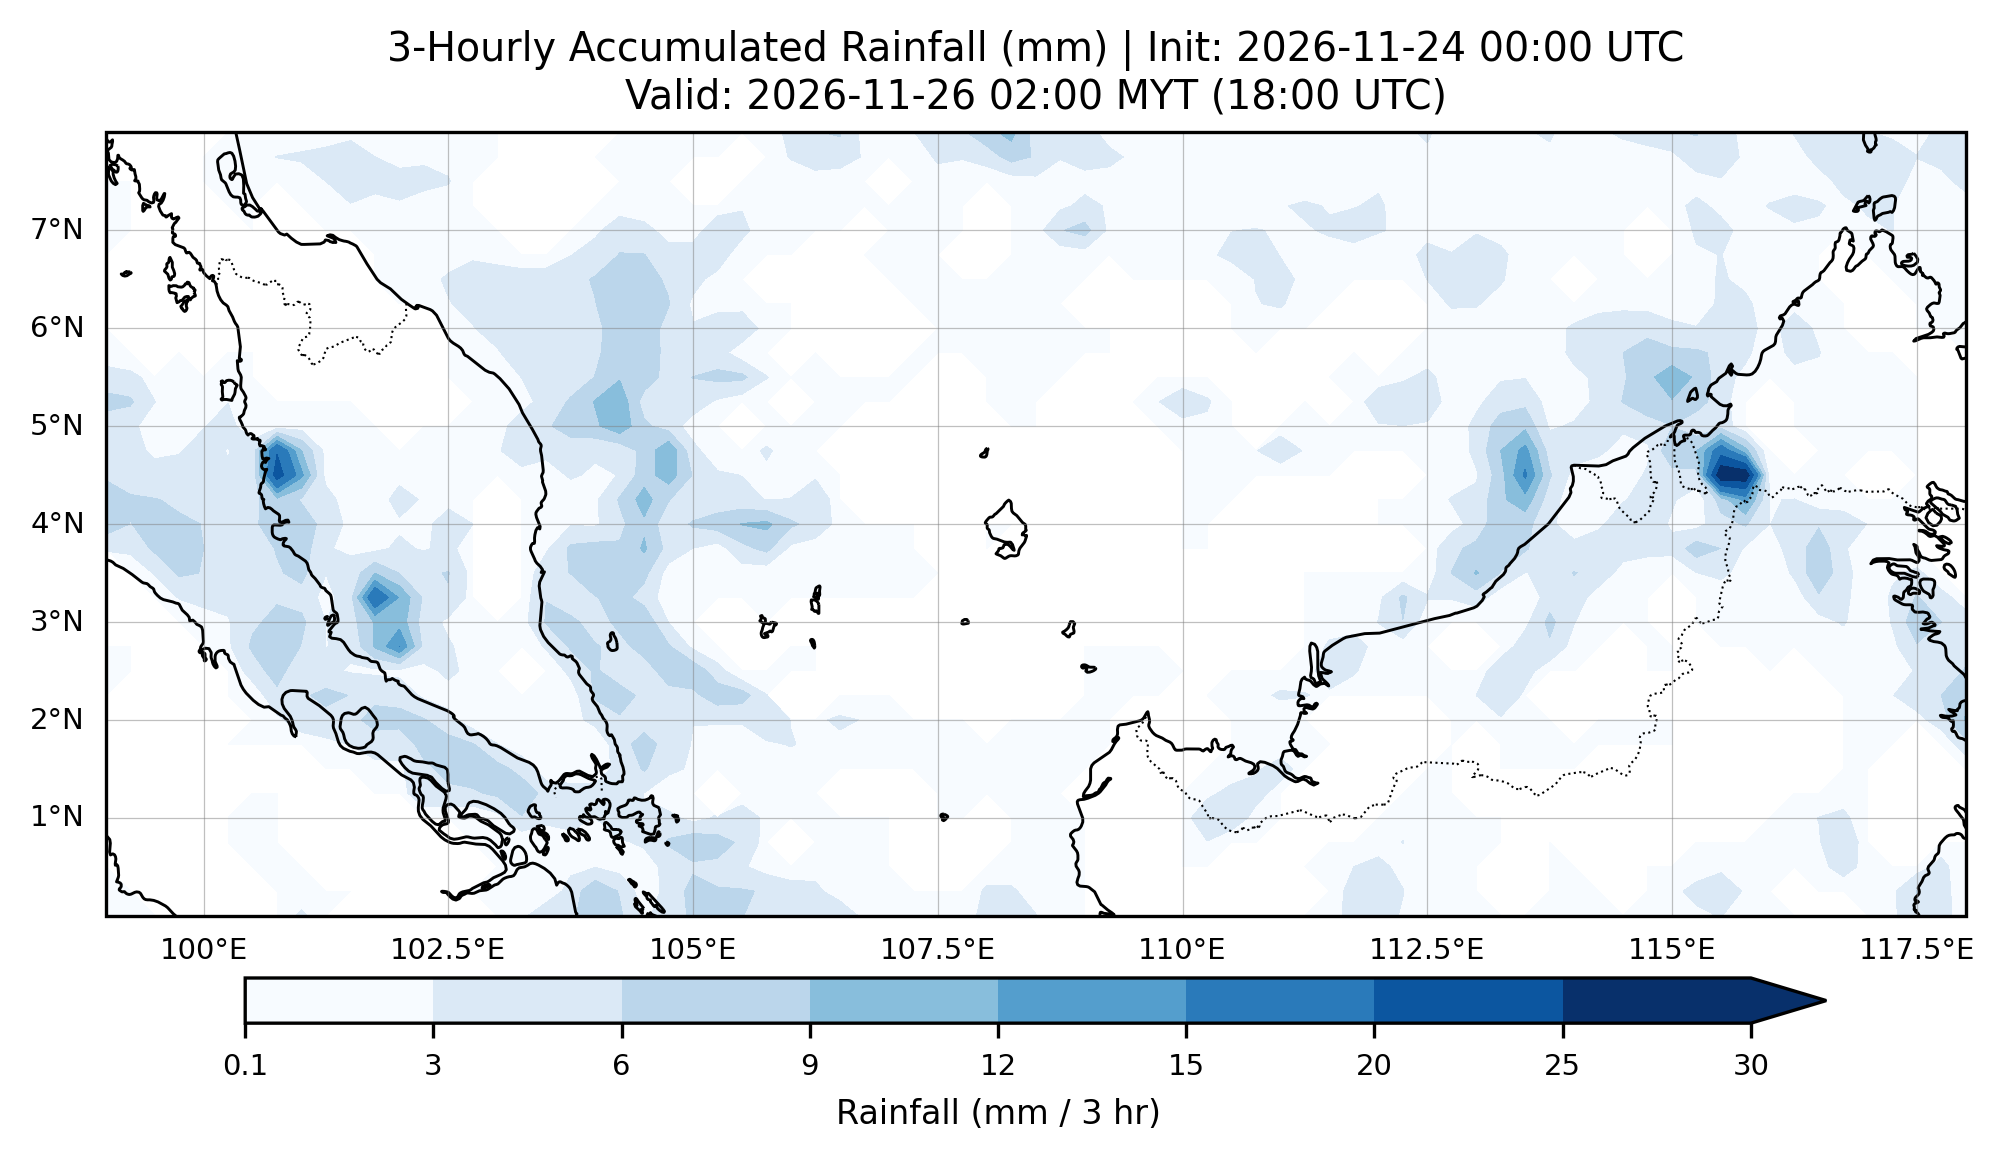 3-Hourly Accumulated Rainfall (mm) | Init: 2026-11-24 00:00 UTC
Valid: 2026-11-26 02:00 MYT (18:00 UTC)
7°N
6°N
5°N
4°N
3°N
2°N
1°N
100°E 102.5°E 105°E 107.5°E 110°E 112.5°E 115°E 117.5°E
0.1 3 6 9 12 15 20 25 30
Rainfall (mm / 3 hr)